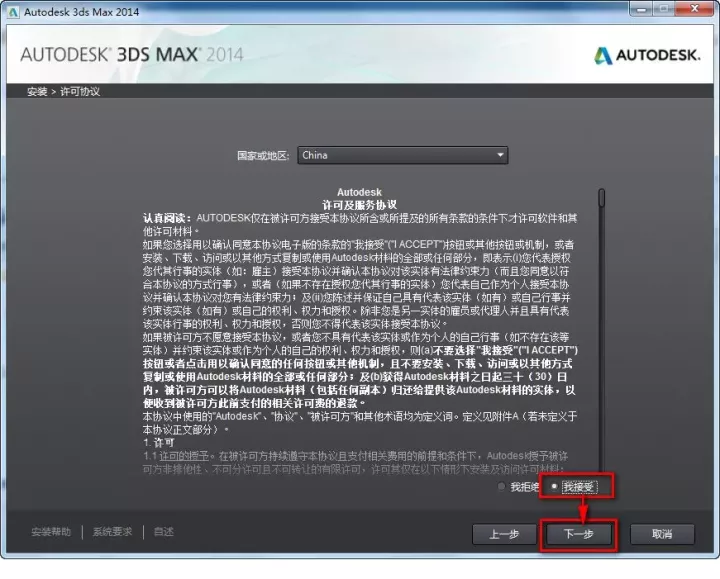 Autodesk 3ds Max 2014
AUTODESK® 3DS MAX® 2014
AUTODESK.
安装 > 许可协议
国家或地区: China
Autodesk
许可及服务协议
认真阅读：AUTODESK仅在被许可方接受本协议所含或所提及的所有条款的条件下才许可软件和其
他许可材料。
如果您选择用以确认同意本协议电子版的条款的"我接受"("I ACCEPT")按钮或其他按钮或机制，或者
安装、下载、访问或以其他方式复制或使用Autodesk材料的全部或任何部分，即表示(i)您代表授权
您代其行事的实体（如：雇主）接受本协议并确认本协议对该实体有法律约束力（而且您同意以符
合本协议的方式行事），或者（如果不存在授权您代其行事的实体）您代表自己作为个人接受本协
议并确认本协议对您有法律约束力；及(ii)您陈述并保证自己具有代表该实体（如有）或自己行事并
约束该实体（如有）或自己的权利、权力和授权。除非您是另一实体的雇员或代理人并且具有代表
该实体行事的权利、权力和授权，否则您不得代表该实体接受本协议。
如果被许可方不愿意接受本协议，或者您不具有代表该实体或作为个人的自己行事（如不存在该等
实体）并约束该实体或作为个人的自己的权利、权力和授权，则(a)不要选择"我接受"("I ACCEPT")
按钮或者点击用以确认同意的任何按钮或其他机制，且不要安装、下载、访问或以其他方式
复制或使用Autodesk材料的全部或任何部分；及(b)获得Autodesk材料之日起三十（30）日
内，被许可方可以将Autodesk材料（包括任何副本）归还给提供该Autodesk材料的实体，以
便收到被许可方此前支付的相关许可费的退款。
本协议中使用的"Autodesk"、"协议"、"被许可方"和其他术语均为定义词。定义见附件A（若未定义于
本协议正文部分）。
1. 许可
1.1 许可的授予。在被许可方持续遵守本协议且支付相关费用的前提和条件下，Autodesk授予被许
可方非排他性、不可分许可且不可转让的有限许可，许可其仅在以下情形下安装及访问许可材料：
我拒绝 我接受
安装帮助 系统要求 自述 上一步 下一步 取消